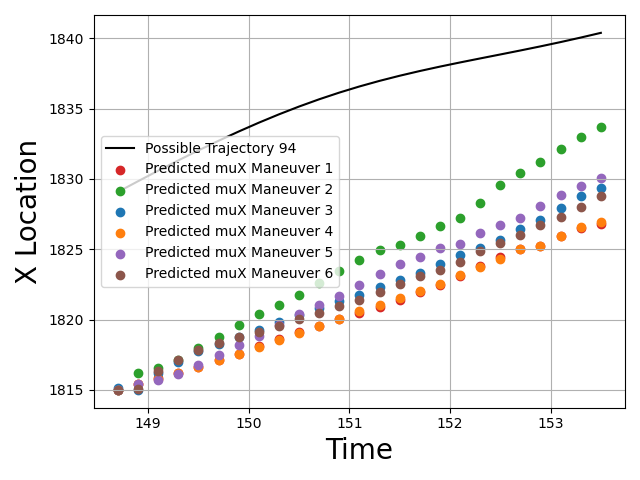 1840
1835
1830
1825
1820
1815
X Location
Possible Trajectory 94
Predicted muX Maneuver 1
Predicted muX Maneuver 2
Predicted muX Maneuver 3
Predicted muX Maneuver 4
Predicted muX Maneuver 5
Predicted muX Maneuver 6
149 150 151 152 153
Time